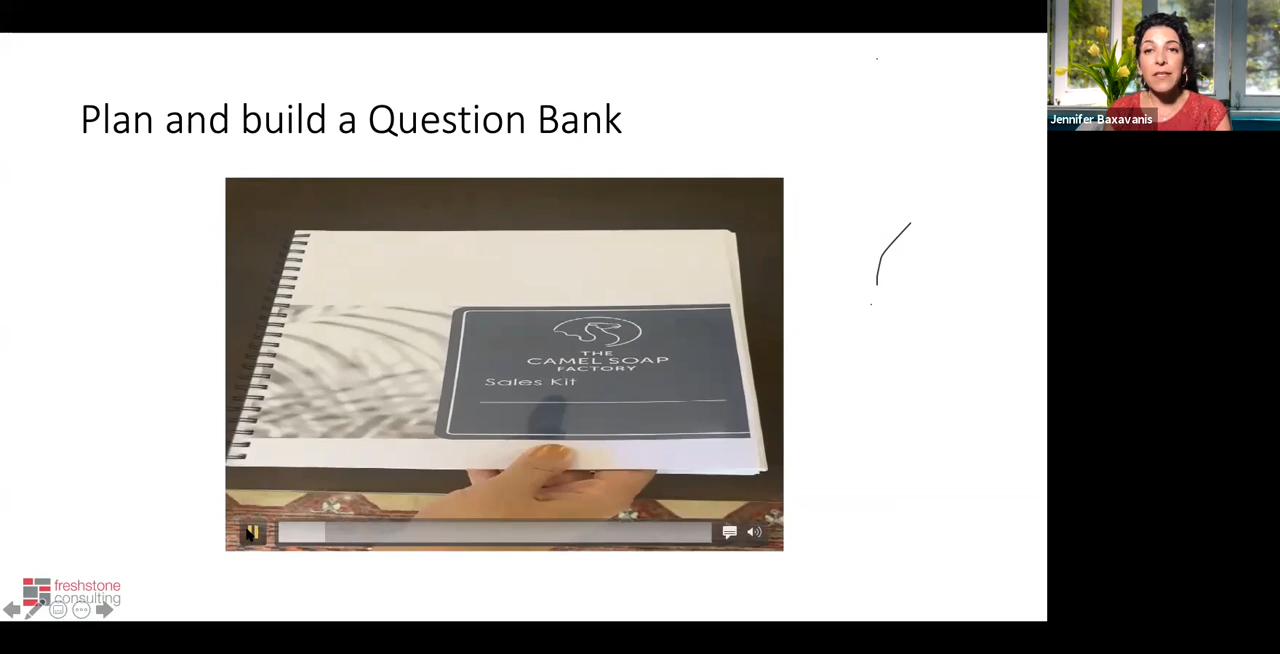 Plan and build a Question Bank
Jennifer Baxavanis
THE
CAMEL SOAP
FACTORY
Sales Kit
freshstone
consulting